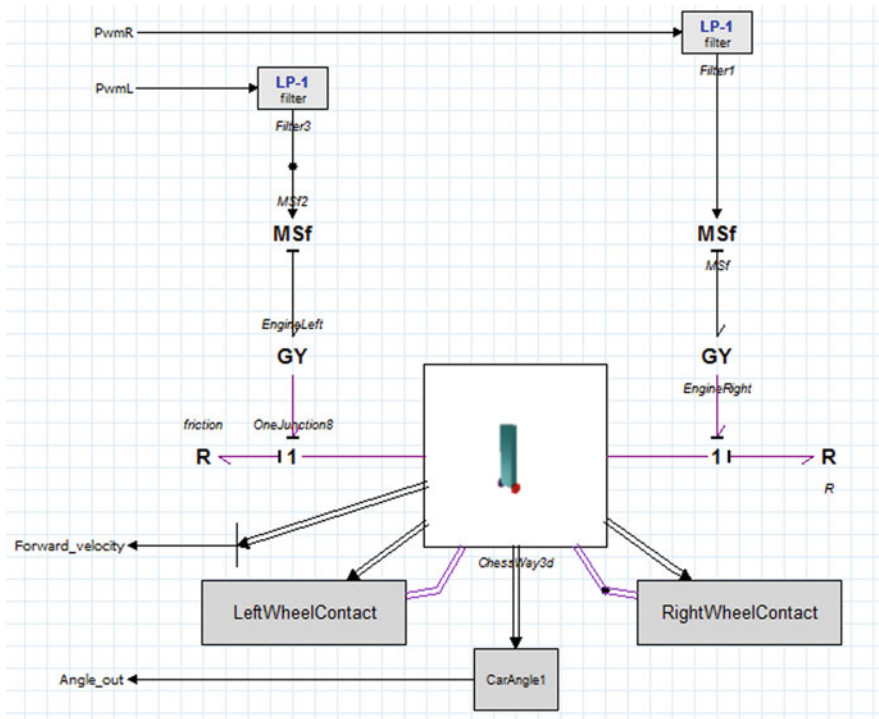 PwmR
LP-1
filter
Filter1
PwmL
LP-1
filter
Filter3
MSf2
MSf
MSf
MSf
EngineLeft
GY
GY
EngineRight
friction
OneJunction8
R
1
1
R
R
Forward_velocity
ChessWay3d
LeftWheelContact
RightWheelContact
Angle_out
CarAngle1